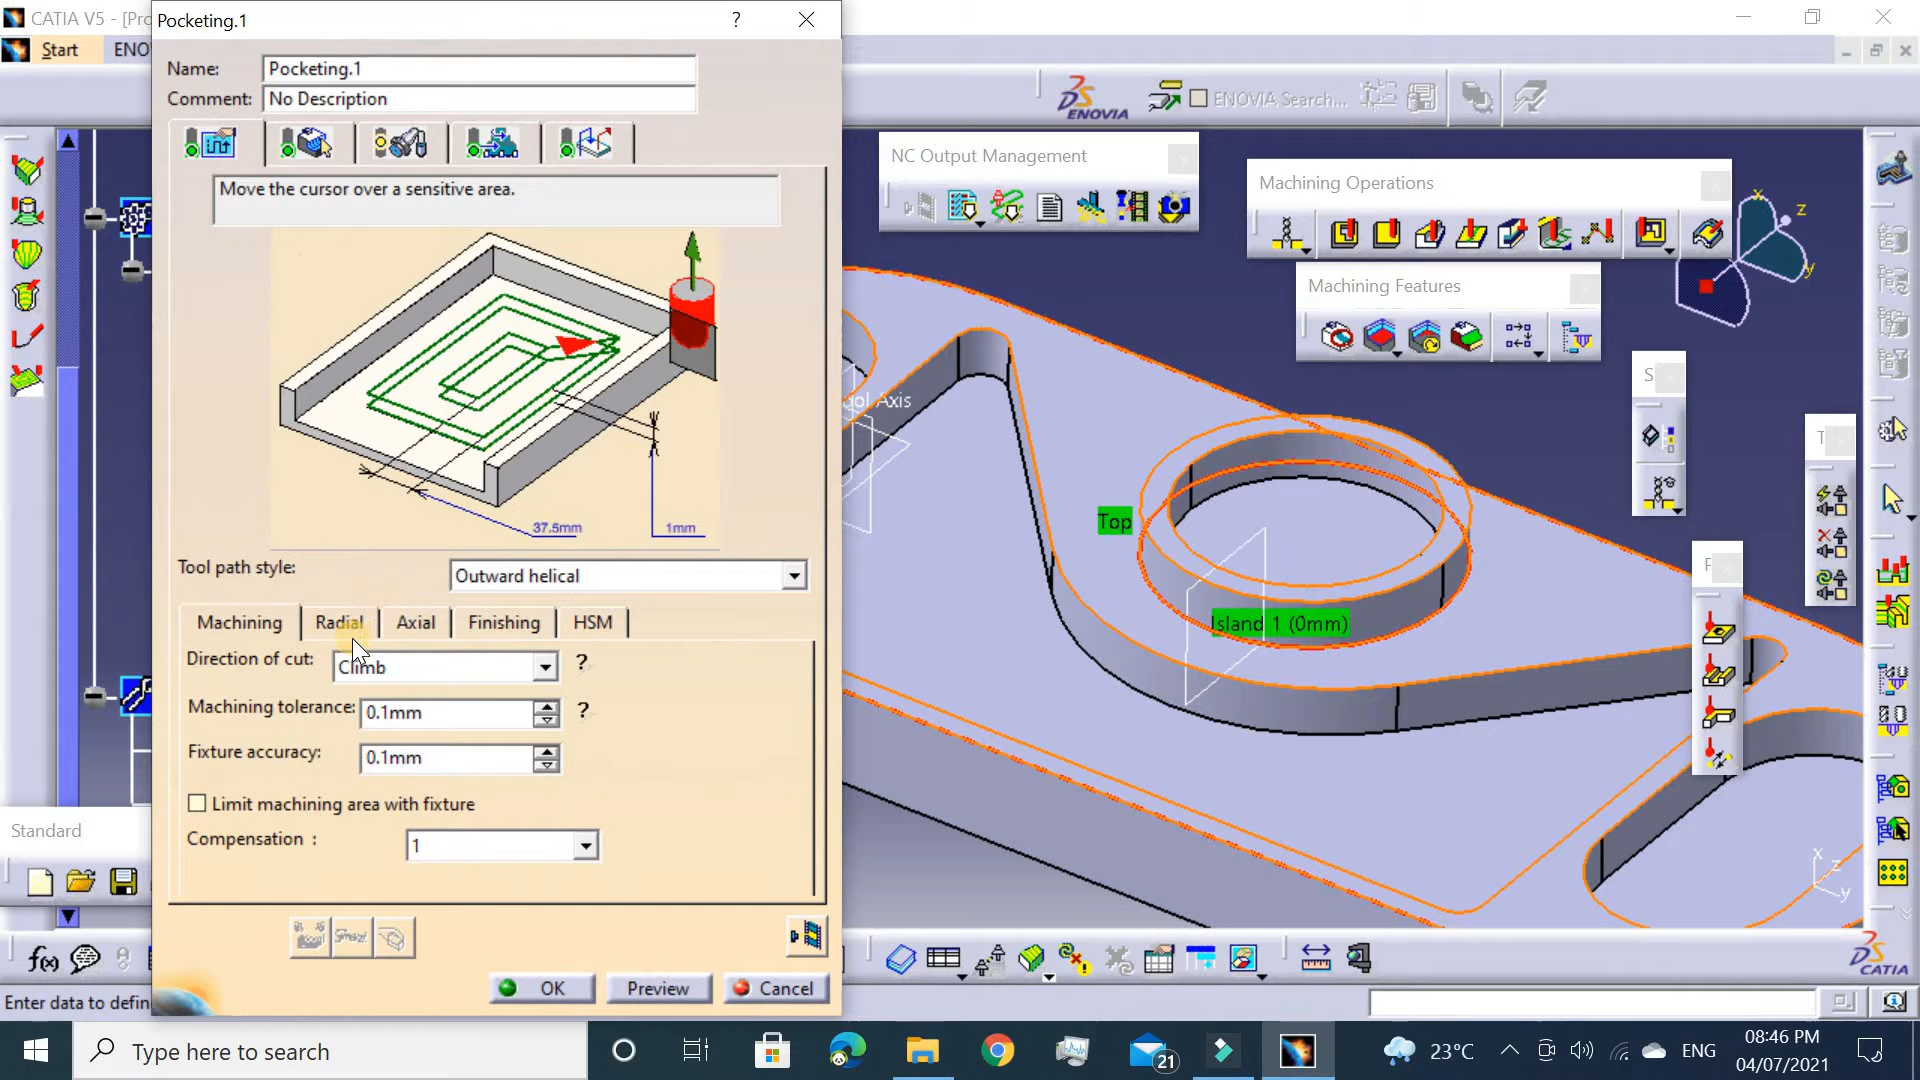 CATIA V5 - [Pro
Pocketing.1
?
Start
ENO
Name:
Pocketing.1
Comment:
No Description
Move the cursor over a sensitive area.
37.5mm
1mm
Tool path style:
Outward helical
Machining
Radial
Axial
Finishing
HSM
Direction of cut:
Climb
?
Machining tolerance:
0.1mm
?
Fixture accuracy:
0.1mm
Limit machining area with fixture
Compensation :
1
OK
Preview
Cancel
Standard
f(x)
Enter data to defin
ENOVIA
ENOVIA Search...
NC Output Management
Machining Operations
Machining Features
S
T
F
x
z
y
Axis
Top
Island 1 (0mm)
x
z
y
CATIA
Type here to search
21
23°C
ENG
08:46 PM
04/07/2021